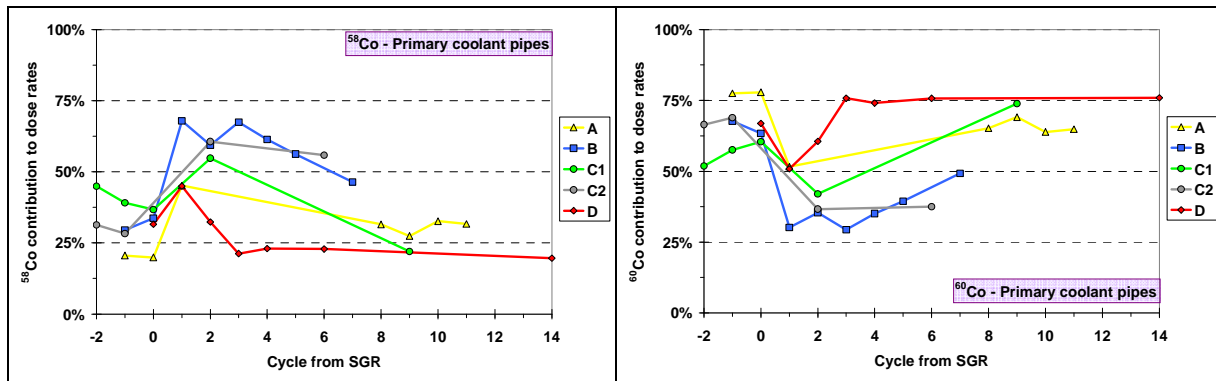 100%
75%
50%
25%
0%
⁵⁸Co contribution to dose rates
⁵⁸Co - Primary coolant pipes
-2 0 2 4 6 8 10 12 14
Cycle from SGR
A
B
C1
C2
D
100%
75%
50%
25%
0%
⁶⁰Co contribution to dose rates
⁶⁰Co - Primary coolant pipes
-2 0 2 4 6 8 10 12 14
Cycle from SGR
A
B
C1
C2
D